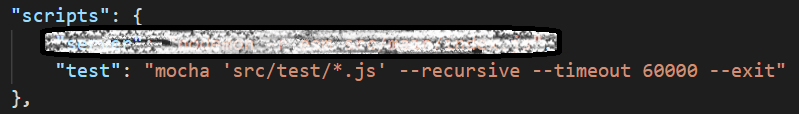 "scripts": {
"test": "mocha 'src/test/*.js' --recursive --timeout 60000 --exit"
},